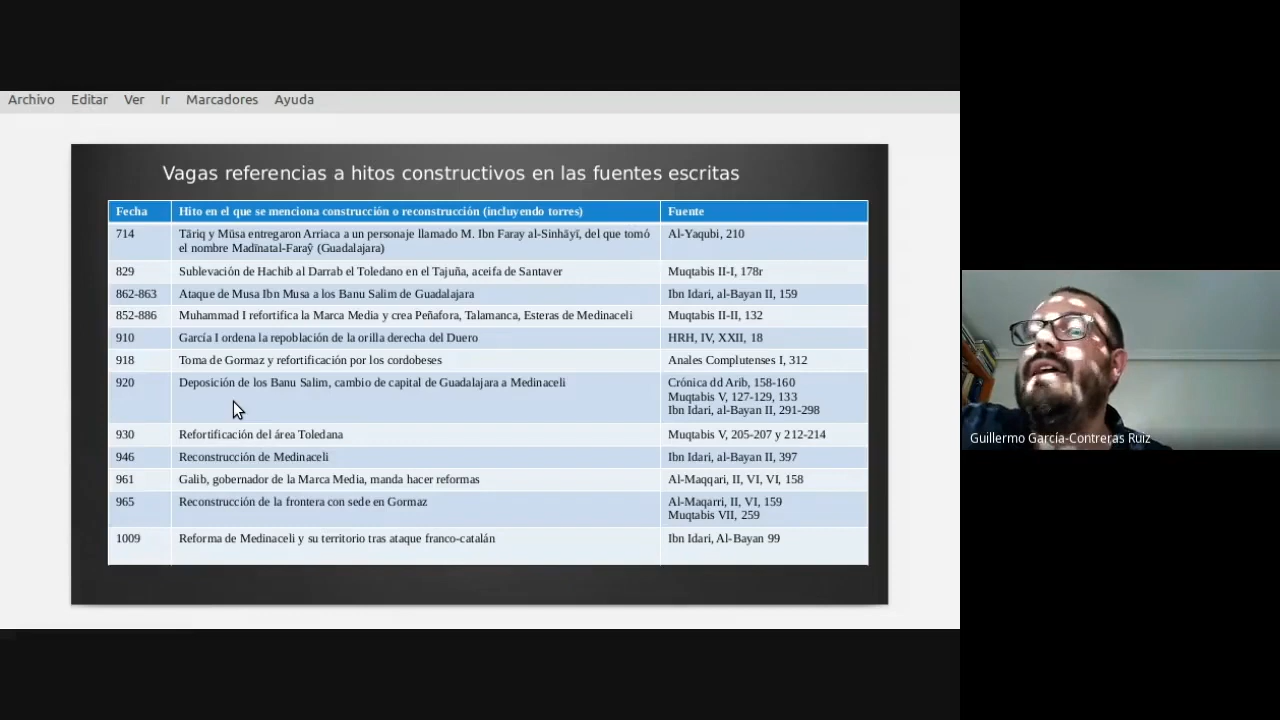 Archivo Editar Ver Ir Marcadores Ayuda
Vagas referencias a hitos constructivos en las fuentes escritas
Fecha Hito en el que se menciona construcción o reconstrucción (incluyendo torres) Fuente
714 Tāriq y Mūsa entregaron Arriaca a un personaje llamado M. Ibn Faray al-Sinhāyī, del que tomó Al-Yaqubi, 210
el nombre Madīnatal-Faraŷ (Guadalajara)
829 Sublevación de Hachib al Darrab el Toledano en el Tajuña, aceifa de Santaver Muqtabis II-I, 178r
862-863 Ataque de Musa Ibn Musa a los Banu Salim de Guadalajara Ibn Idari, al-Bayan II, 159
852-886 Muhammad I refortifica la Marca Media y crea Peñafora, Talamanca, Esteras de Medinaceli Muqtabis II-II, 132
910 García I ordena la repoblación de la orilla derecha del Duero HRH, IV, XXII, 18
918 Toma de Gormaz y refortificación por los cordobeses Anales Complutenses I, 312
920 Deposición de los Banu Salim, cambio de capital de Guadalajara a Medinaceli Crónica dd Arib, 158-160
Muqtabis V, 127-129, 133
Ibn Idari, al-Bayan II, 291-298
930 Refortificación del área Toledana Muqtabis V, 205-207 y 212-214
946 Reconstrucción de Medinaceli Ibn Idari, al-Bayan II, 397
961 Galib, gobernador de la Marca Media, manda hacer reformas Al-Maqqari, II, VI, VI, 158
965 Reconstrucción de la frontera con sede en Gormaz Al-Maqarri, II, VI, 159
Muqtabis VII, 259
1009 Reforma de Medinaceli y su territorio tras ataque franco-catalán Ibn Idari, Al-Bayan 99
Guillermo García-Contreras Ruiz